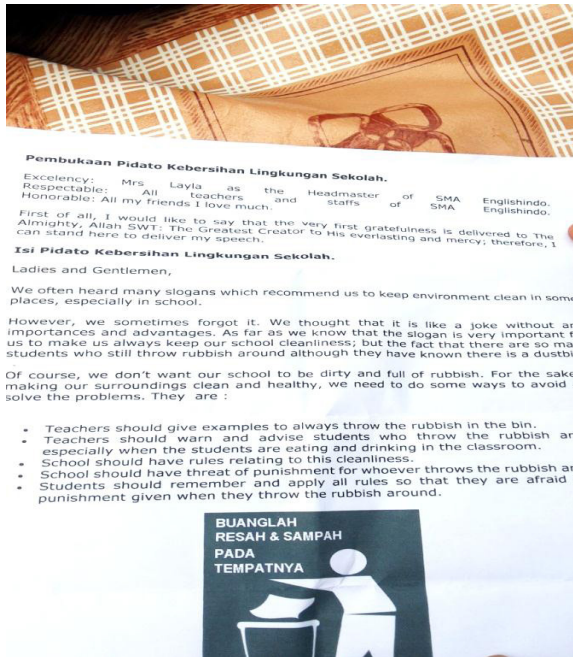 Pembukaan Pidato Kebersihan Lingkungan Sekolah.
Excelency: Mrs Layla as the Headmaster of SMA Englishindo.
Respectable: All teachers and staffs of SMA Englishindo.
Honorable: All my friends I love much.
First of all, I would like to say that the very first gratefulness is delivered to The
Almighty, Allah SWT: The Greatest Creator to His everlasting and mercy; therefore, I
can stand here to deliver my speech.
Isi Pidato Kebersihan Lingkungan Sekolah.
Ladies and Gentlemen,
We often heard many slogans which recommend us to keep environment clean in some
places, especially in school.
However, we sometimes forgot it. We thought that it is like a joke without
importances and advantages. As far as we know that the slogan is very important
us to make us always keep our school cleanliness; but the fact that there are so
students who still throw rubbish around although they have known there is a
Of course, we don't want our school to be dirty and full of rubbish. For the sake
making our surroundings clean and healthy, we need to do some ways to avoid
solve the problems. They are :
• Teachers should give examples to always throw the rubbish in the bin.
• Teachers should warn and advise students who throw the rubbish
especially when the students are eating and drinking in the classroom.
• School should have rules relating to this cleanliness.
• School should have threat of punishment for whoever throws the rubbish
• Students should remember and apply all rules so that they are afraid
punishment given when they throw the rubbish around.
BUANGLAH
RESAH & SAMPAH
PADA
TEMPATNYA